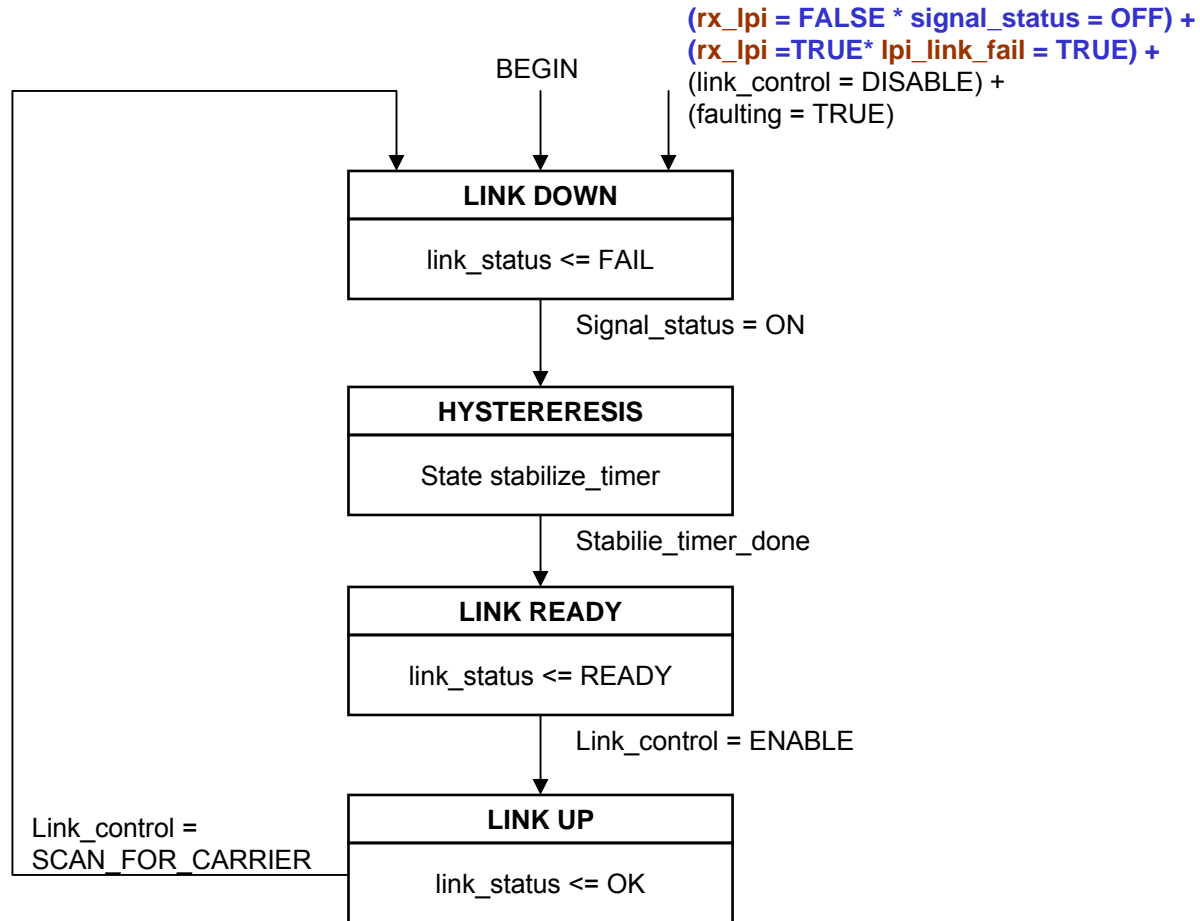 (rx_lpi = FALSE * signal_status = OFF) +
(rx_lpi =TRUE* lpi_link_fail = TRUE) +
(link_control = DISABLE) +
(faulting = TRUE)
BEGIN
LINK DOWN
link_status <= FAIL
Signal_status = ON
HYSTERERESIS
State stabilize_timer
Stabilie_timer_done
LINK READY
link_status <= READY
Link_control = ENABLE
LINK UP
link_status <= OK
Link_control =
SCAN_FOR_CARRIER